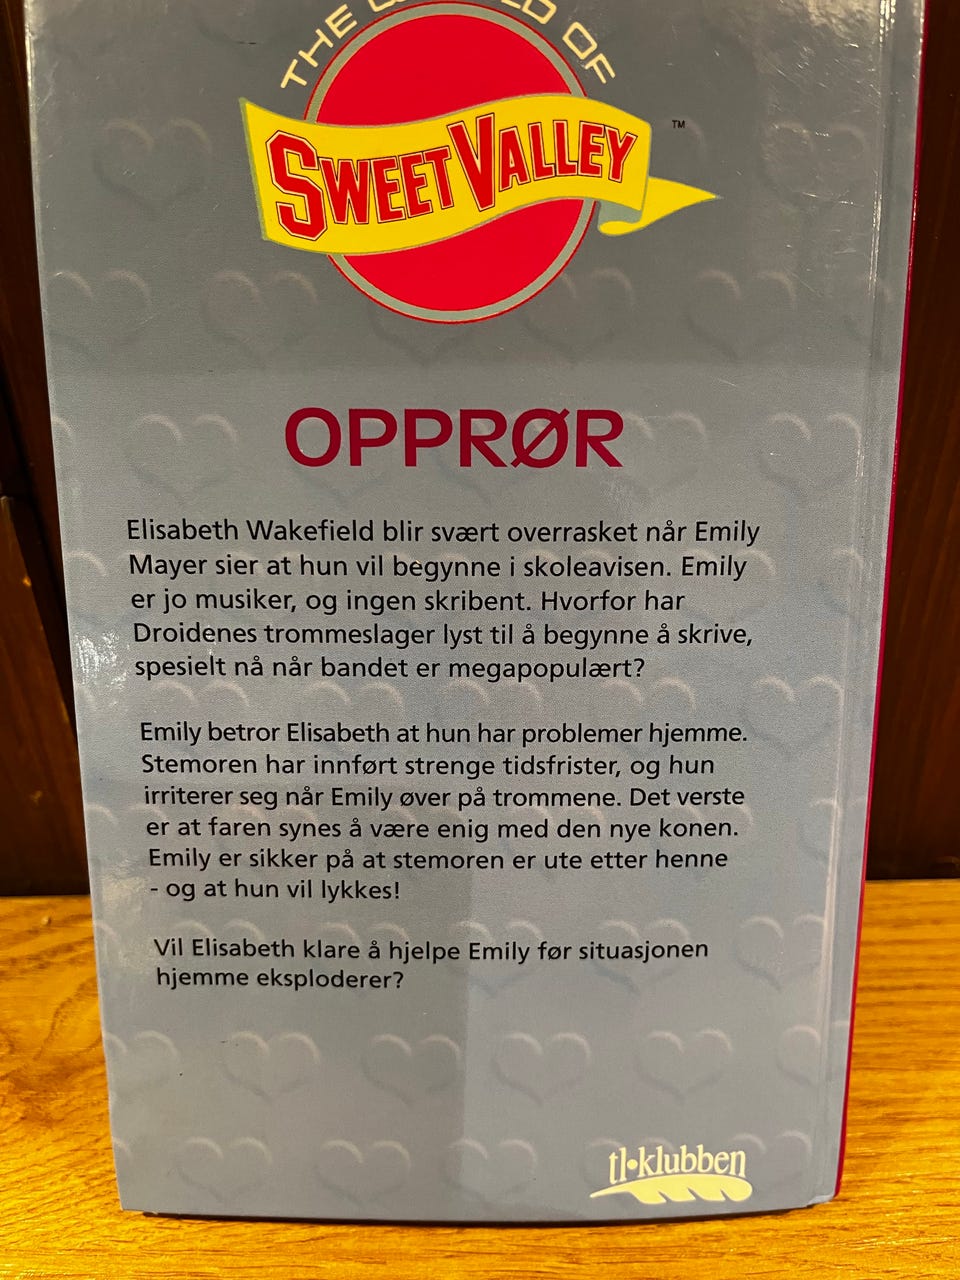 THE WORLD OF
SWEET VALLEY
TM
OPPRØR
Elisabeth Wakefield blir svært overrasket når Emily
Mayer sier at hun vil begynne i skoleavisen. Emily
er jo musiker, og ingen skribent. Hvorfor har
Droidenes trommeslager lyst til å begynne å skrive,
spesielt nå når bandet er megapopulært?
Emily betror Elisabeth at hun har problemer hjemme.
Stemoren har innført strenge tidsfrister, og hun
irriterer seg når Emily øver på trommene. Det verste
er at faren synes å være enig med den nye konen.
Emily er sikker på at stemoren er ute etter henne
- og at hun vil lykkes!
Vil Elisabeth klare å hjelpe Emily før situasjonen
hjemme eksploderer?
tl•klubben